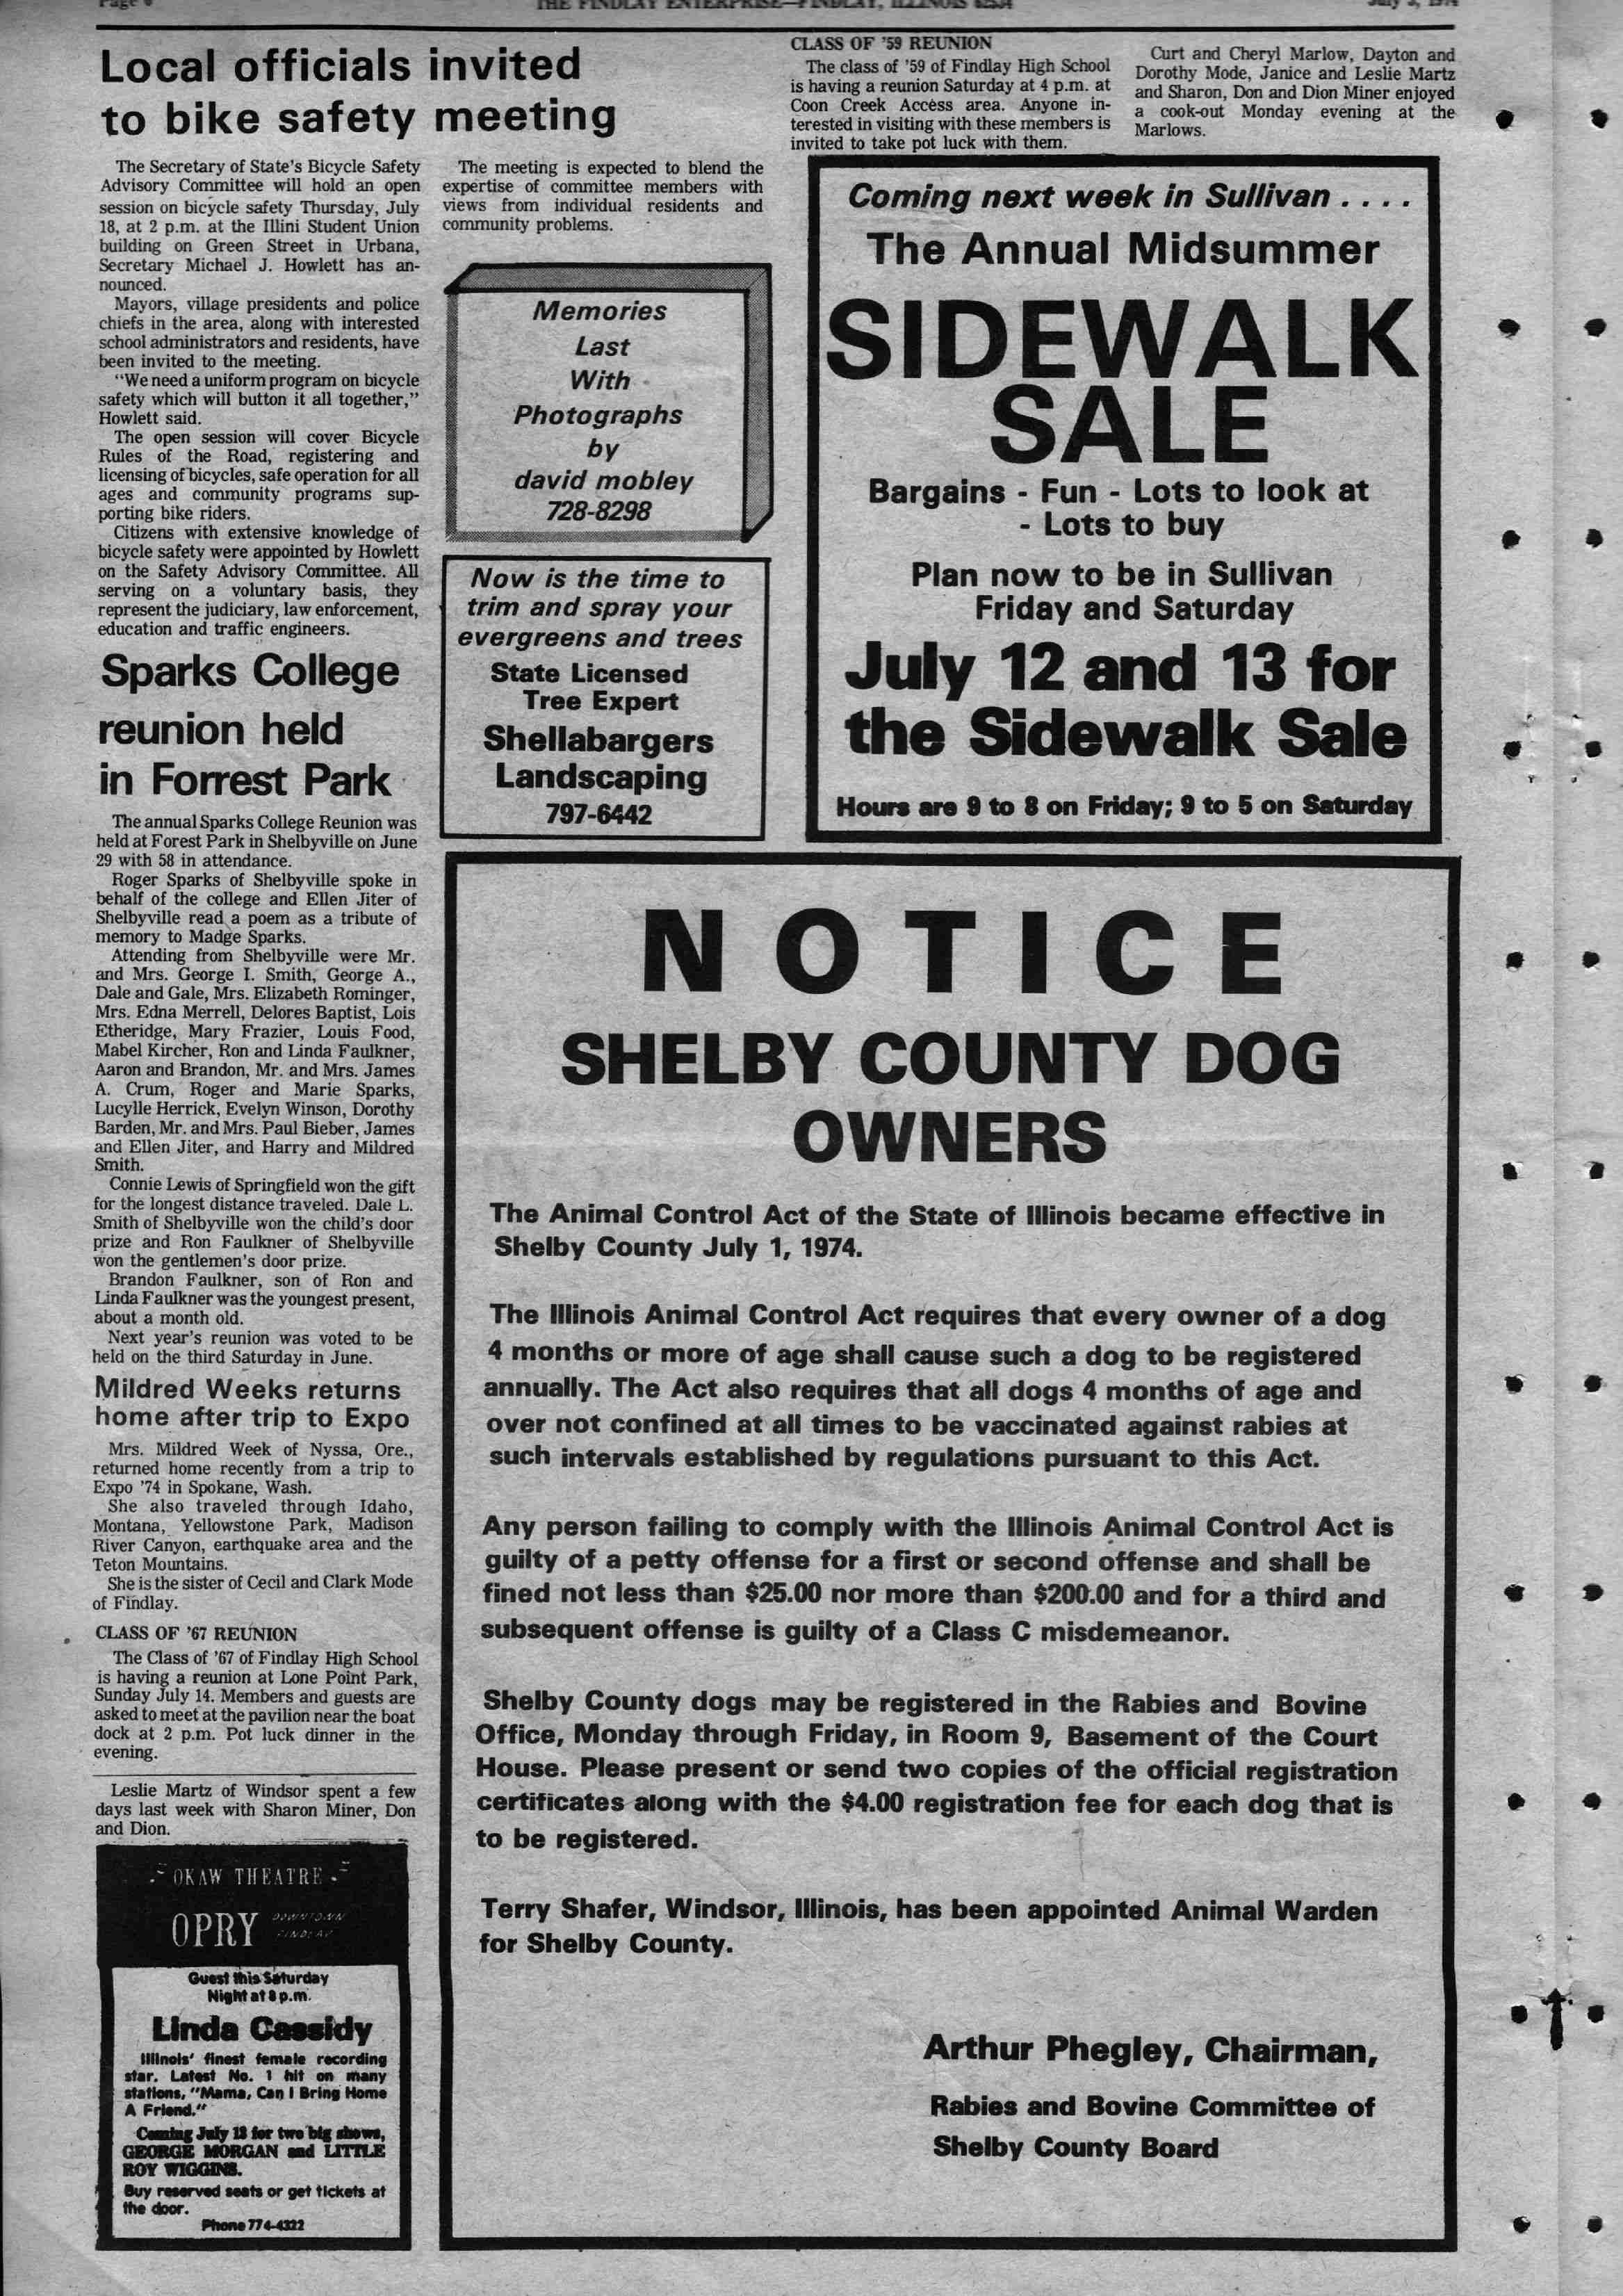 THE FINDLAY ENTERPRISE—FINDLAY, ILLINOIS
Local officials invited
to bike safety meeting
The Secretary of State's Bicycle Safety
Advisory Committee will hold an open
session on bicycle safety Thursday, July
18, at 2 p.m. at the Illini Student Union
building on Green Street in Urbana,
Secretary Michael J. Howlett has an-
nounced.
Mayors, village presidents and police
chiefs in the area, along with interested
school administrators and residents, have
been invited to the meeting.
"We need a uniform program on bicycle
safety which will button it all together,"
Howlett said.
The open session will cover Bicycle
Rules of the Road, registering and
licensing of bicycles, safe operation for all
ages and community programs sup-
porting bike riders.
Citizens with extensive knowledge of
bicycle safety were appointed by Howlett
on the Safety Advisory Committee. All
serving on a voluntary basis, they
represent the judiciary, law enforcement,
education and traffic engineers.
The meeting is expected to blend the
expertise of committee members with
views from individual residents and
community problems.
Sparks College
reunion held
in Forrest Park
The annual Sparks College Reunion was
held at Forest Park in Shelbyville on June
29 with 58 in attendance.
Roger Sparks of Shelbyville spoke in
behalf of the college and Ellen Jiter of
Shelbyville read a poem as a tribute of
memory to Madge Sparks.
Attending from Shelbyville were Mr.
and Mrs. George I. Smith, George A.,
Dale and Gale, Mrs. Elizabeth Rominger,
Mrs. Edna Merrell, Delores Baptist, Lois
Etheridge, Mary Frazier, Louis Food,
Mabel Kircher, Ron and Linda Faulkner,
Aaron and Brandon, Mr. and Mrs. James
A. Crum, Roger and Marie Sparks,
Lucylle Herrick, Evelyn Winson, Dorothy
Barden, Mr. and Mrs. Paul Bieber, James
and Ellen Jiter, and Harry and Mildred
Smith.
Connie Lewis of Springfield won the gift
for the longest distance traveled. Dale L.
Smith of Shelbyville won the child's door
prize and Ron Faulkner of Shelbyville
won the gentlemen's door prize.
Brandon Faulkner, son of Ron and
Linda Faulkner was the youngest present,
about a month old.
Next year's reunion was voted to be
held on the third Saturday in June.
Mildred Weeks returns
home after trip to Expo
Mrs. Mildred Week of Nyssa, Ore.,
returned home recently from a trip to
Expo '74 in Spokane, Wash.
She also traveled through Idaho,
Montana, Yellowstone Park, Madison
River Canyon, earthquake area and the
Teton Mountains.
She is the sister of Cecil and Clark Mode
of Findlay.
CLASS OF '67 REUNION
The Class of '67 of Findlay High School
is having a reunion at Lone Point Park,
Sunday July 14. Members and guests are
asked to meet at the pavilion near the boat
dock at 2 p.m. Pot luck dinner in the
evening.
Leslie Martz of Windsor spent a few
days last week with Sharon Miner, Don
and Dion.
OKAW THEATRE
OPRY
DOWNTOWN
FINDLAY
Guest this Saturday
Night at 8 p.m.
Linda Cassidy
Illinois' finest female recording
star. Latest No. 1 hit on many
stations, "Mama, Can I Bring Home
A Friend."
Coming July 13 for two big shows,
GEORGE MORGAN and LITTLE
ROY WIGGINS.
Buy reserved seats or get tickets at
the door.
Phone 774-4322
Memories
Last
With
Photographs
by
david mobley
728-8298
Now is the time to
trim and spray your
evergreens and trees
State Licensed
Tree Expert
Shellabargers
Landscaping
797-6442
CLASS OF '59 REUNION
The class of '59 of Findlay High School
is having a reunion Saturday at 4 p.m. at
Coon Creek Access area. Anyone in-
terested in visiting with these members is
invited to take pot luck with them.
Curt and Cheryl Marlow, Dayton and
Dorothy Mode, Janice and Leslie Martz
and Sharon, Don and Dion Miner enjoyed
a cook-out Monday evening at the
Marlows.
Coming next week in Sullivan . . . .
The Annual Midsummer
SIDEWALK
SALE
Bargains - Fun - Lots to look at
- Lots to buy
Plan now to be in Sullivan
Friday and Saturday
July 12 and 13 for
the Sidewalk Sale
Hours are 9 to 8 on Friday; 9 to 5 on Saturday
NOTICE
SHELBY COUNTY DOG
OWNERS
The Animal Control Act of the State of Illinois became effective in
Shelby County July 1, 1974.
The Illinois Animal Control Act requires that every owner of a dog
4 months or more of age shall cause such a dog to be registered
annually. The Act also requires that all dogs 4 months of age and
over not confined at all times to be vaccinated against rabies at
such intervals established by regulations pursuant to this Act.
Any person failing to comply with the Illinois Animal Control Act is
guilty of a petty offense for a first or second offense and shall be
fined not less than $25.00 nor more than $200.00 and for a third and
subsequent offense is guilty of a Class C misdemeanor.
Shelby County dogs may be registered in the Rabies and Bovine
Office, Monday through Friday, in Room 9, Basement of the Court
House. Please present or send two copies of the official registration
certificates along with the $4.00 registration fee for each dog that is
to be registered.
Terry Shafer, Windsor, Illinois, has been appointed Animal Warden
for Shelby County.
Arthur Phegley, Chairman,
Rabies and Bovine Committee of
Shelby County Board